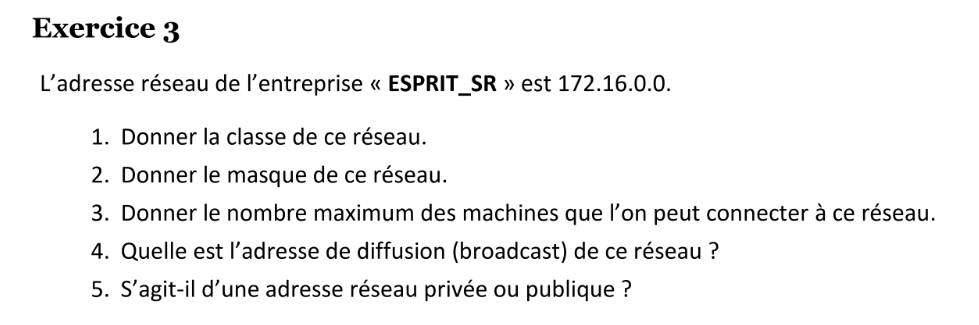 Exercice 3
L’adresse réseau de l’entreprise « ESPRIT_SR » est 172.16.0.0.
1. Donner la classe de ce réseau.
2. Donner le masque de ce réseau.
3. Donner le nombre maximum des machines que l’on peut connecter à ce réseau.
4. Quelle est l’adresse de diffusion (broadcast) de ce réseau ?
5. S’agit-il d’une adresse réseau privée ou publique ?